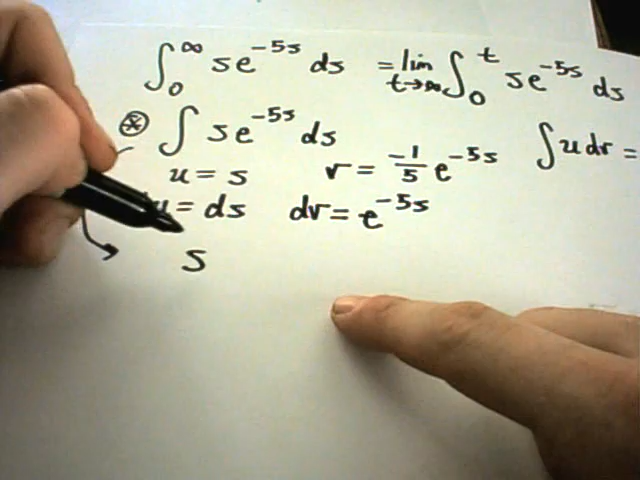 ∫₀^∞ se^{-5s} ds = lim_{t→∞} ∫₀^t se^{-5s} ds
⊛ ∫ se^{-5s} ds ∫u dv =
u = s v = -1/5 e^{-5s}
u = ds dv = e^{-5s}
s